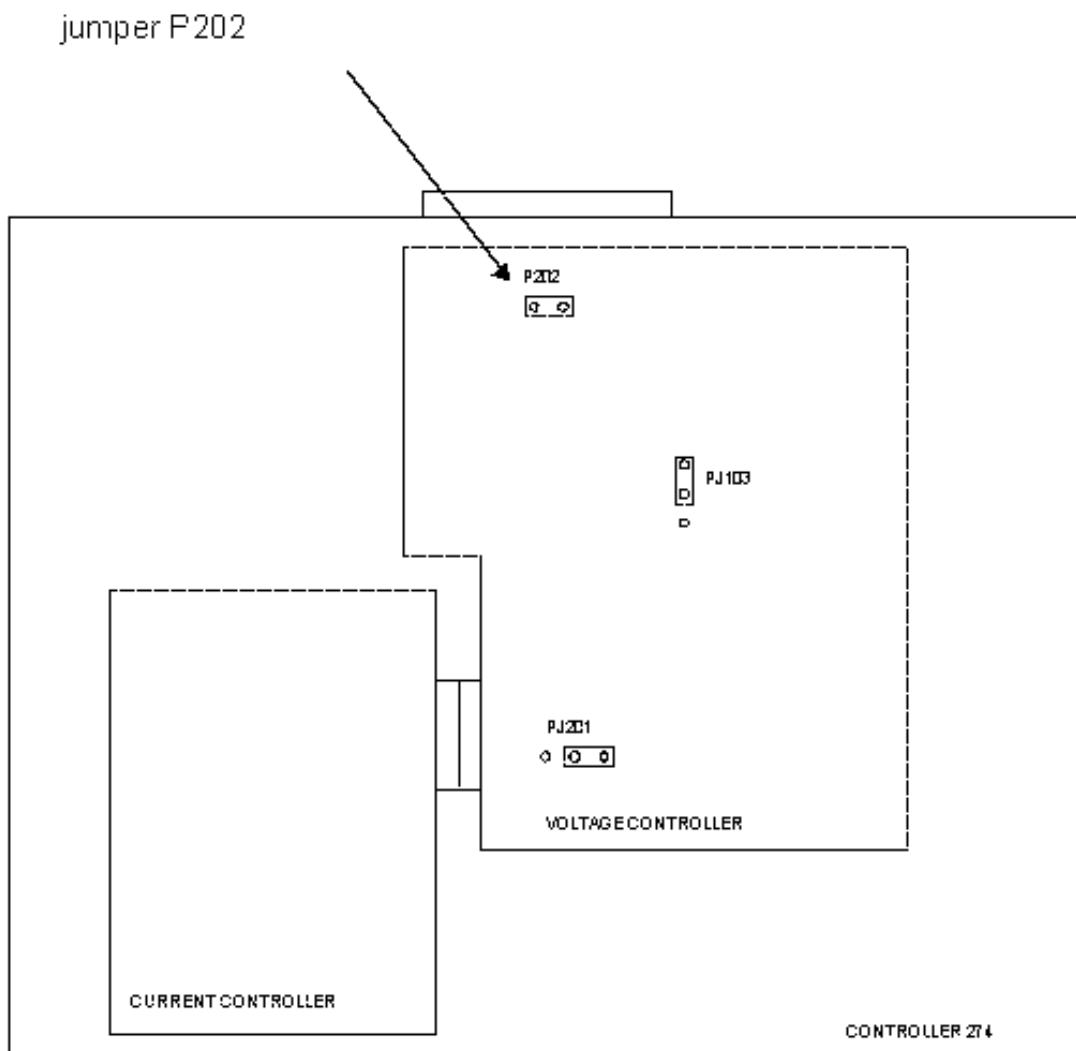 jumper P202
P202
PJ103
PJ201
VOLTAGE CONTROLLER
CURRENT CONTROLLER
CONTROLLER 274